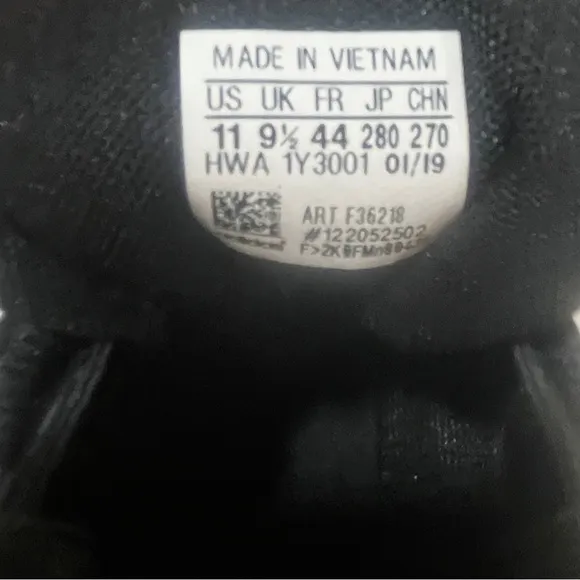 MADE IN VIETNAM
US UK FR JP CHN
11 9½ 44 280 270
HWA 1Y3001 01/19
ART F36218
#122052502